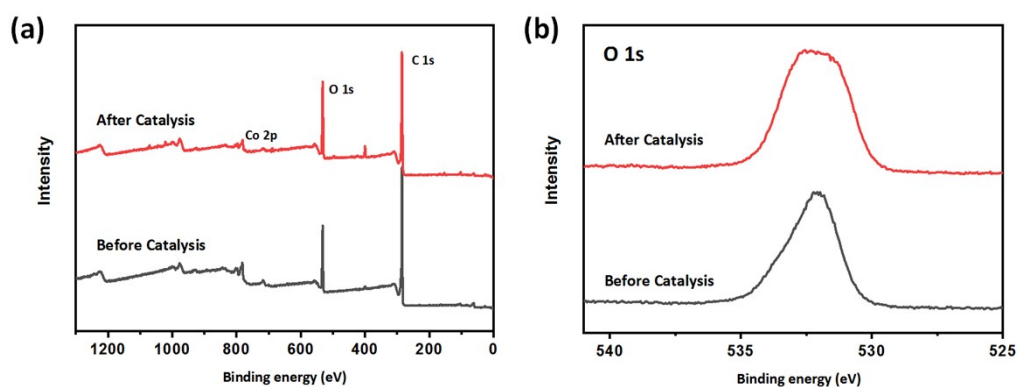 (a)
C 1s
O 1s
After Catalysis
Co 2p
Before Catalysis
Intensity
1200 1000 800 600 400 200 0
Binding energy (eV)
(b)
O 1s
After Catalysis
Before Catalysis
Intensity
540 535 530 525
Binding energy (eV)